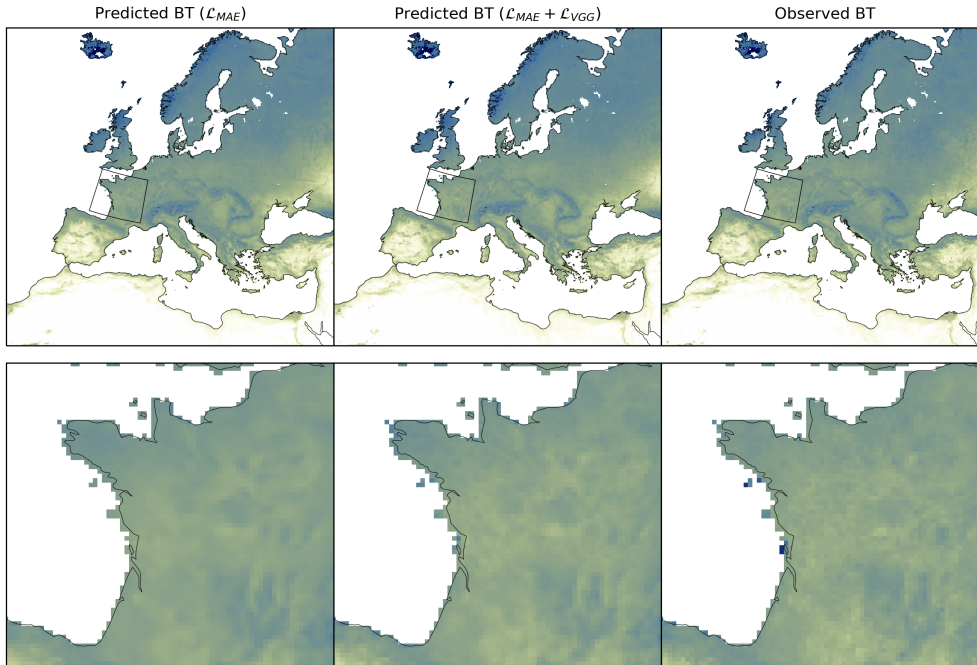 Predicted BT (ℒ_MAE)
Predicted BT (ℒ_MAE + ℒ_VGG)
Observed BT